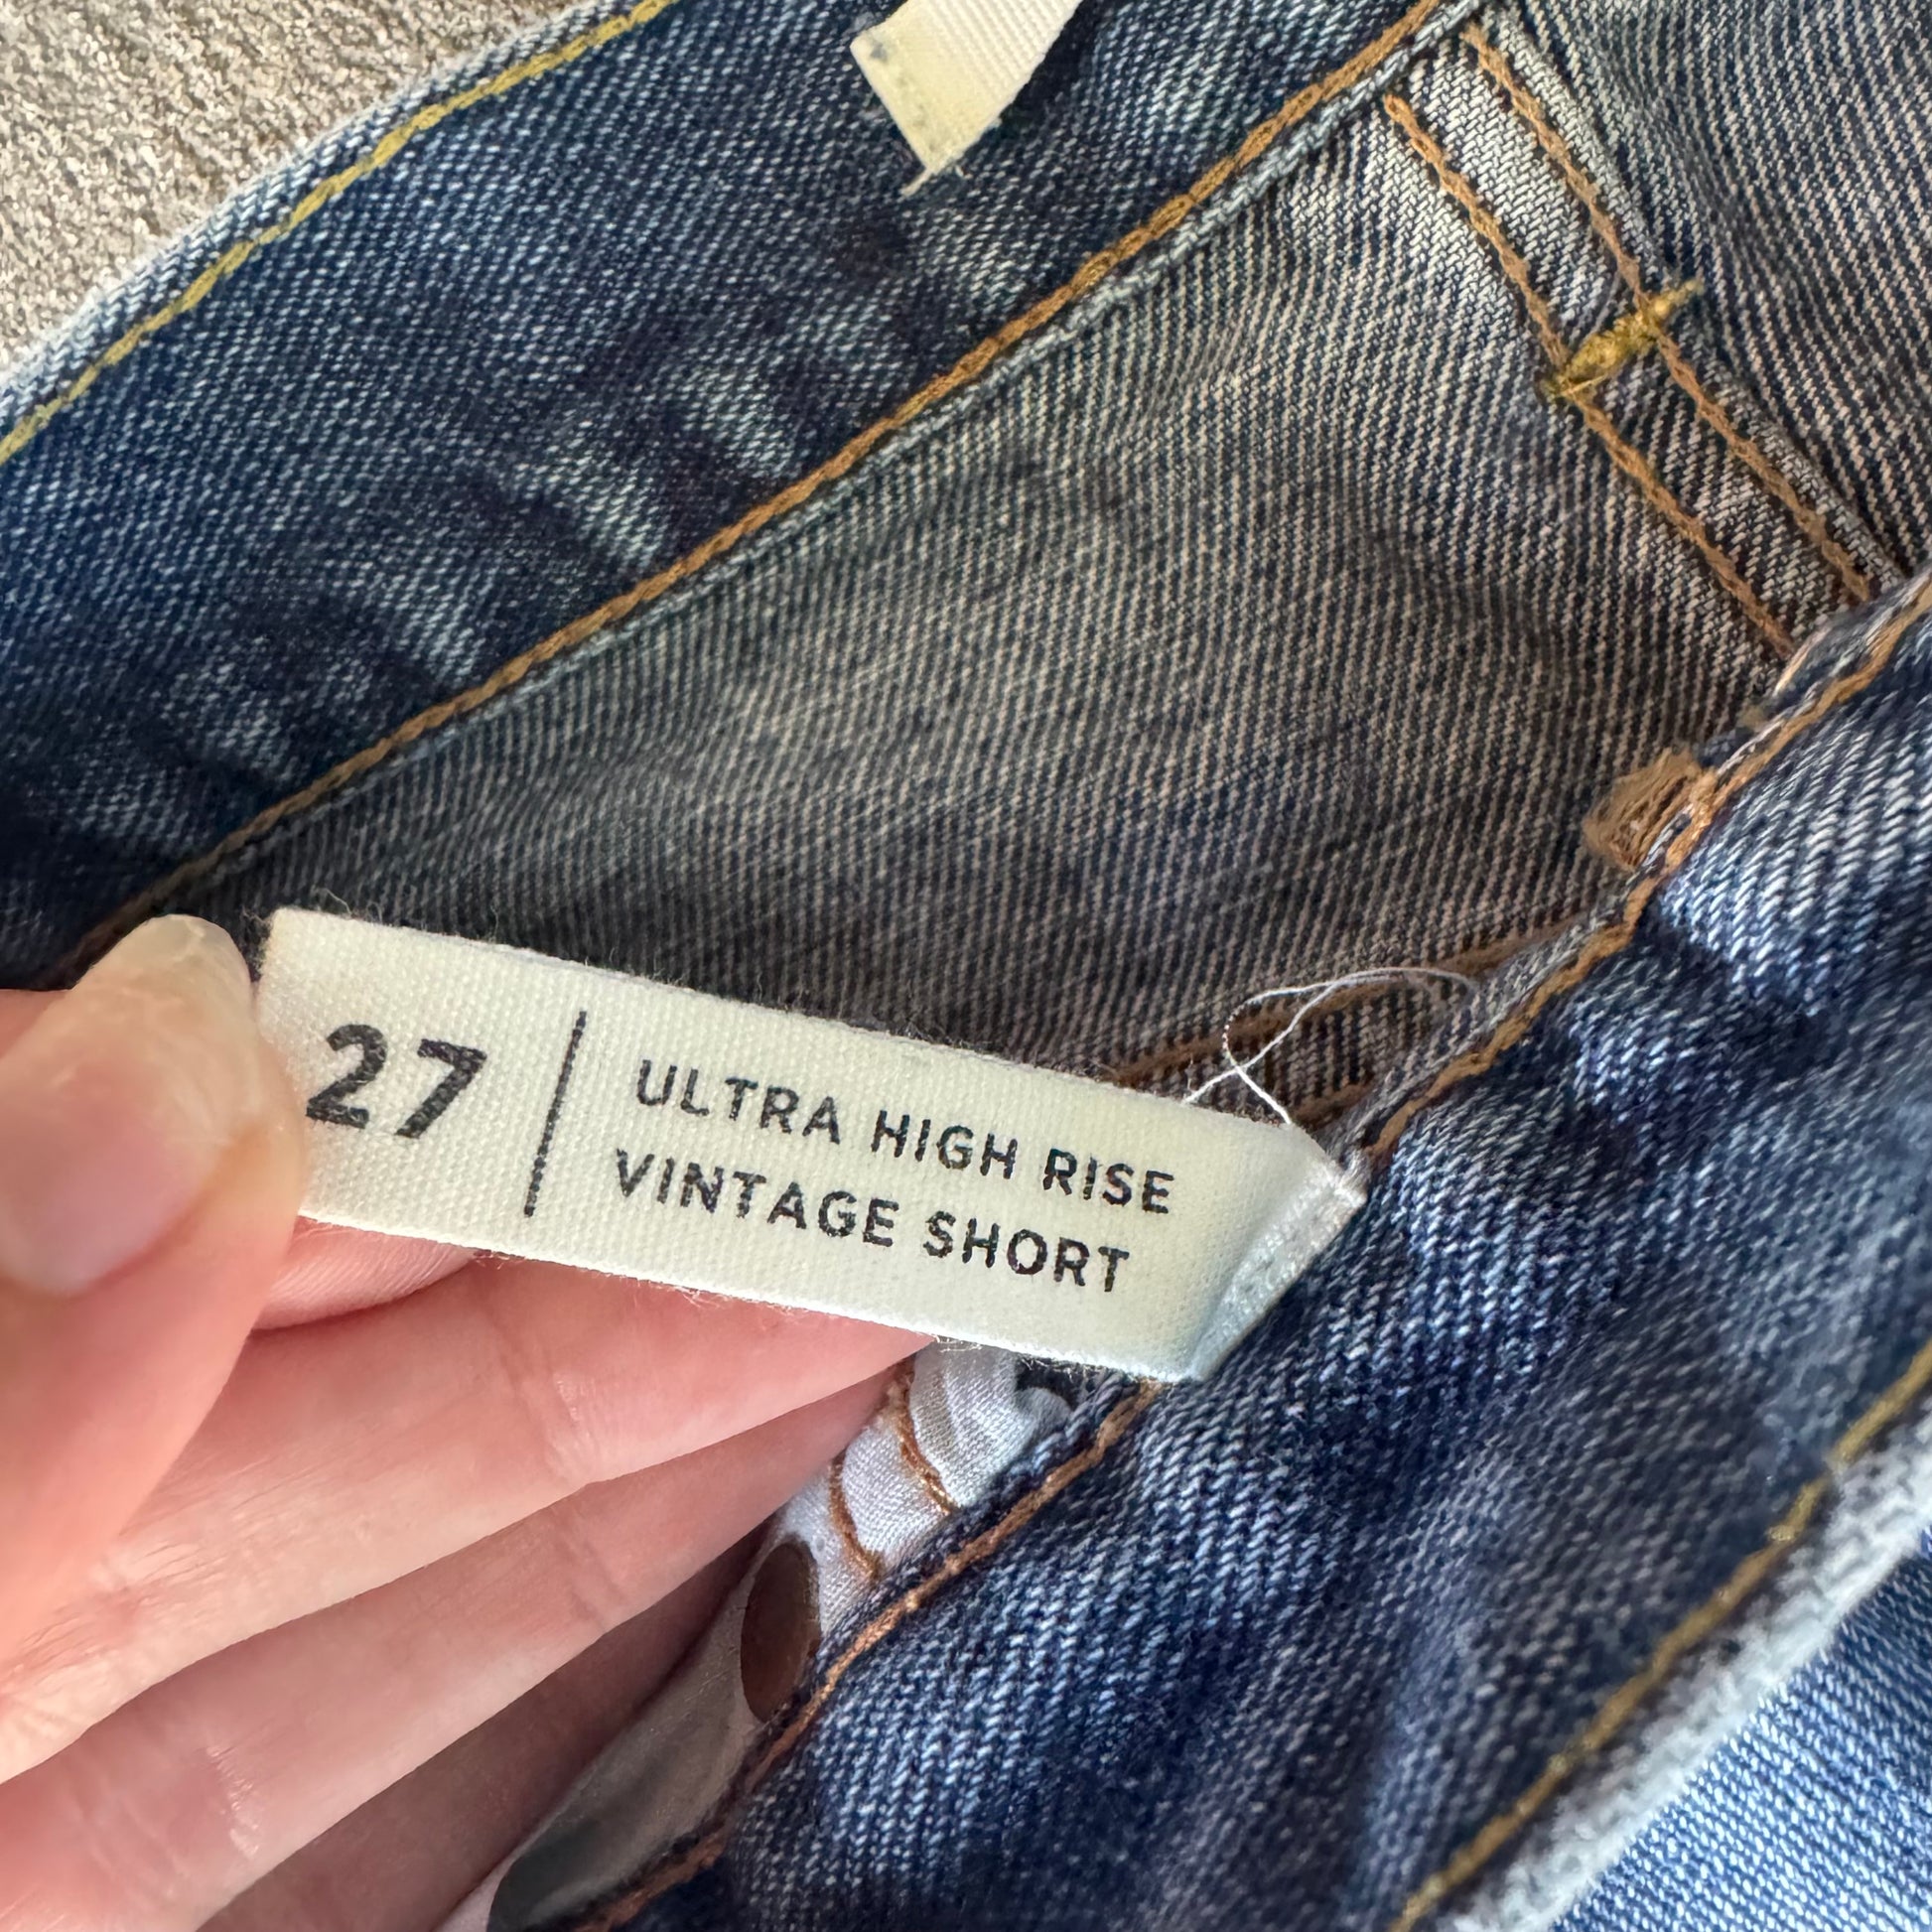 27
ULTRA HIGH RISE
VINTAGE SHORT